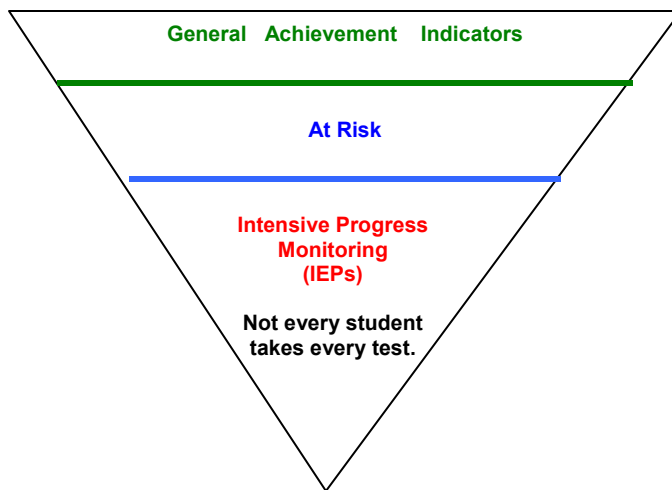 General Achievement Indicators
At Risk
Intensive Progress
Monitoring
(IEPs)
Not every student
takes every test.